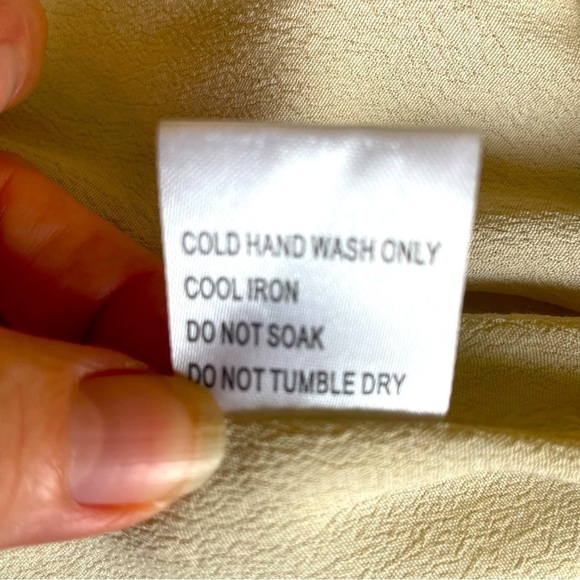 COLD HAND WASH ONLY
COOL IRON
DO NOT SOAK
DO NOT TUMBLE DRY